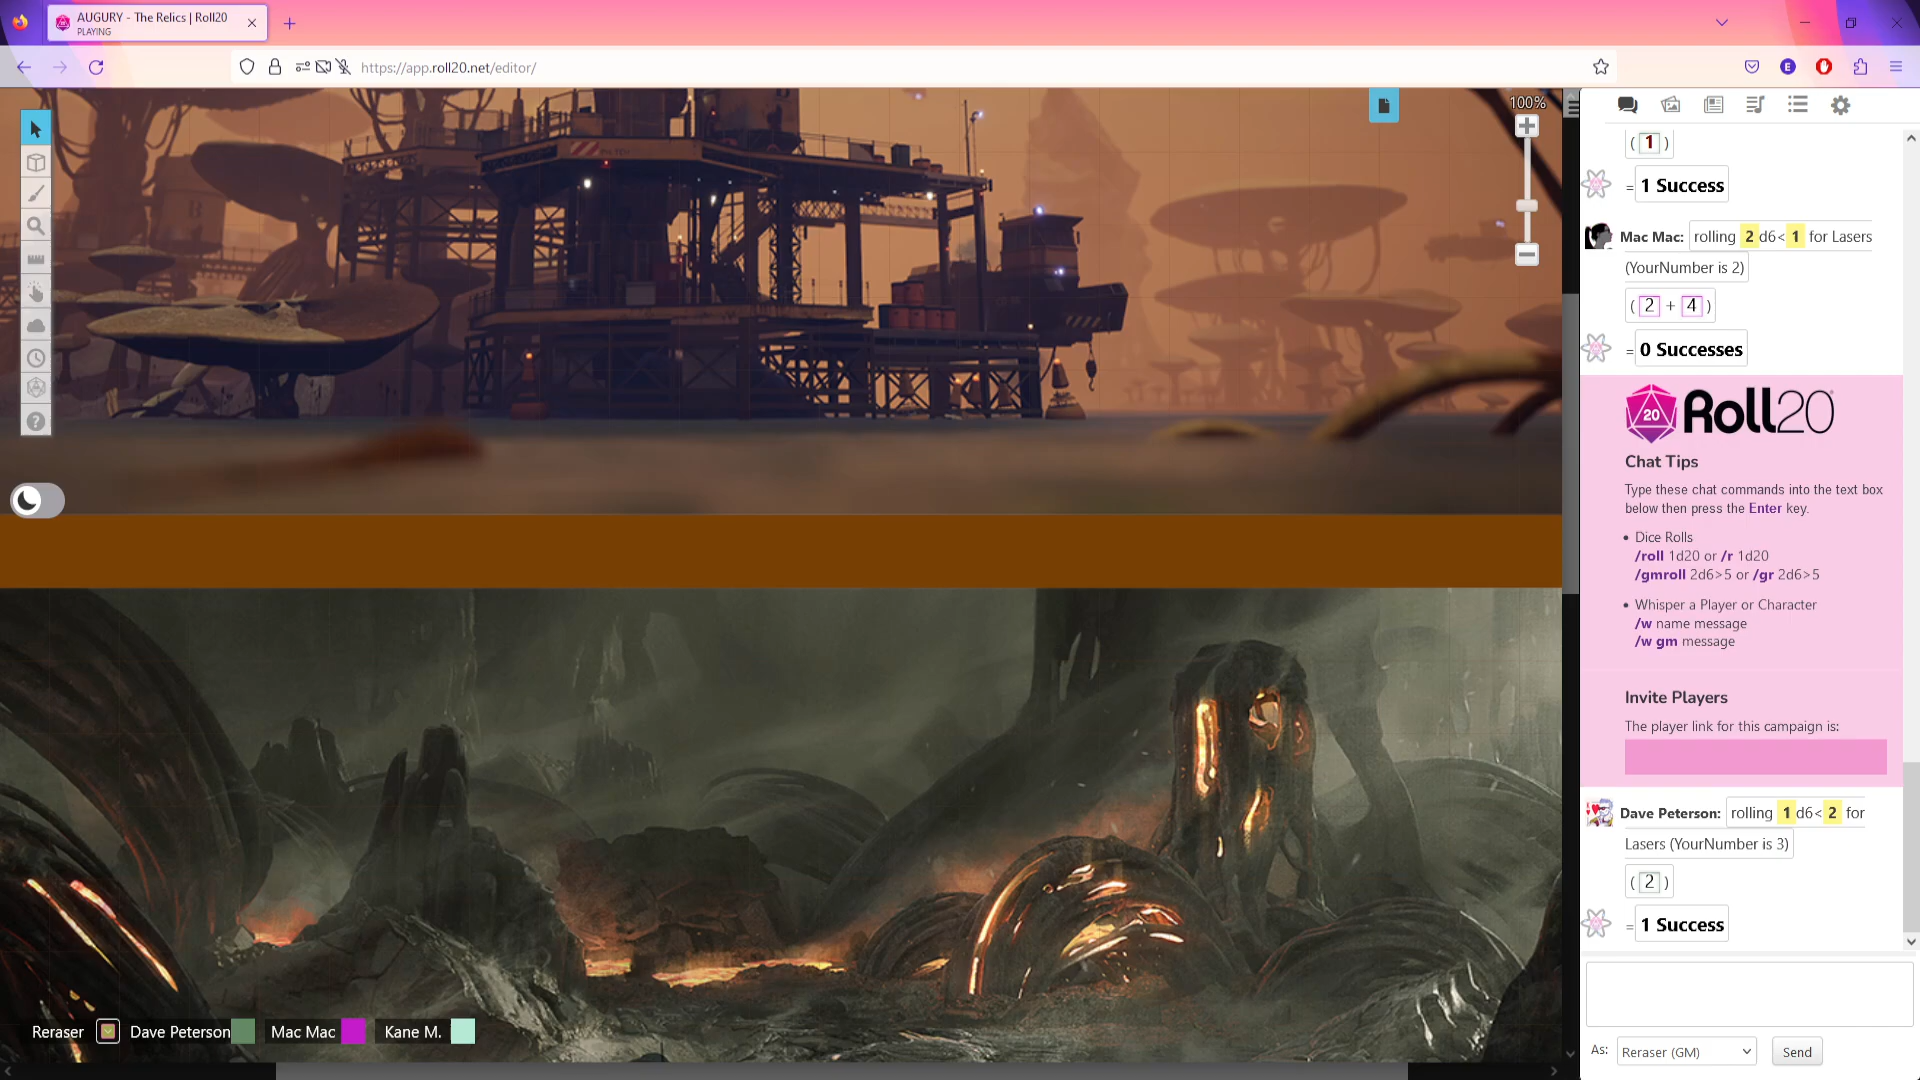 AUGURY - The Relics | Roll20
PLAYING
https://app.roll20.net/editor/
100%
( 1 )
= 1 Success
Mac Mac: rolling 2 d6< 1 for Lasers
(YourNumber is 2)
( 2 + 4 )
= 0 Successes
20 Roll20
Chat Tips
Type these chat commands into the text box
below then press the Enter key.
• Dice Rolls
/roll 1d20 or /r 1d20
/gmroll 2d6>5 or /gr 2d6>5
• Whisper a Player or Character
/w name message
/w gm message
Invite Players
The player link for this campaign is:
Dave Peterson: rolling 1 d6< 2 for
Lasers (YourNumber is 3)
( 2 )
= 1 Success
Reraser Dave Peterson Mac Mac Kane M.
As: Reraser (GM) Send